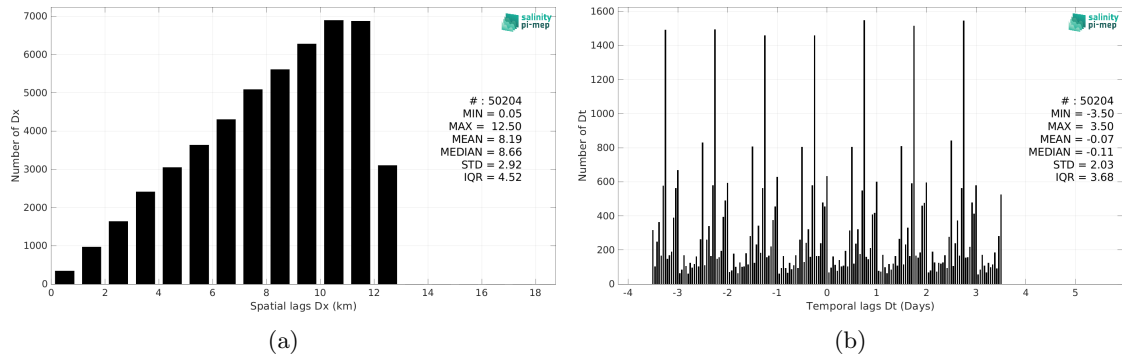 7000
6000
5000
4000
3000
2000
1000
0
Number of Dx
salinity
pi-mep
# : 50204
MIN = 0.05
MAX = 12.50
MEAN = 8.19
MEDIAN = 8.66
STD = 2.92
IQR = 4.52
0 2 4 6 8 10 12 14 16 18
Spatial lags Dx (km)
(a)
1600
1400
1200
1000
800
600
400
200
0
Number of Dt
salinity
pi-mep
# : 50204
MIN = -3.50
MAX = 3.50
MEAN = -0.07
MEDIAN = -0.11
STD = 2.03
IQR = 3.68
-4 -3 -2 -1 0 1 2 3 4 5
Temporal lags Dt (Days)
(b)